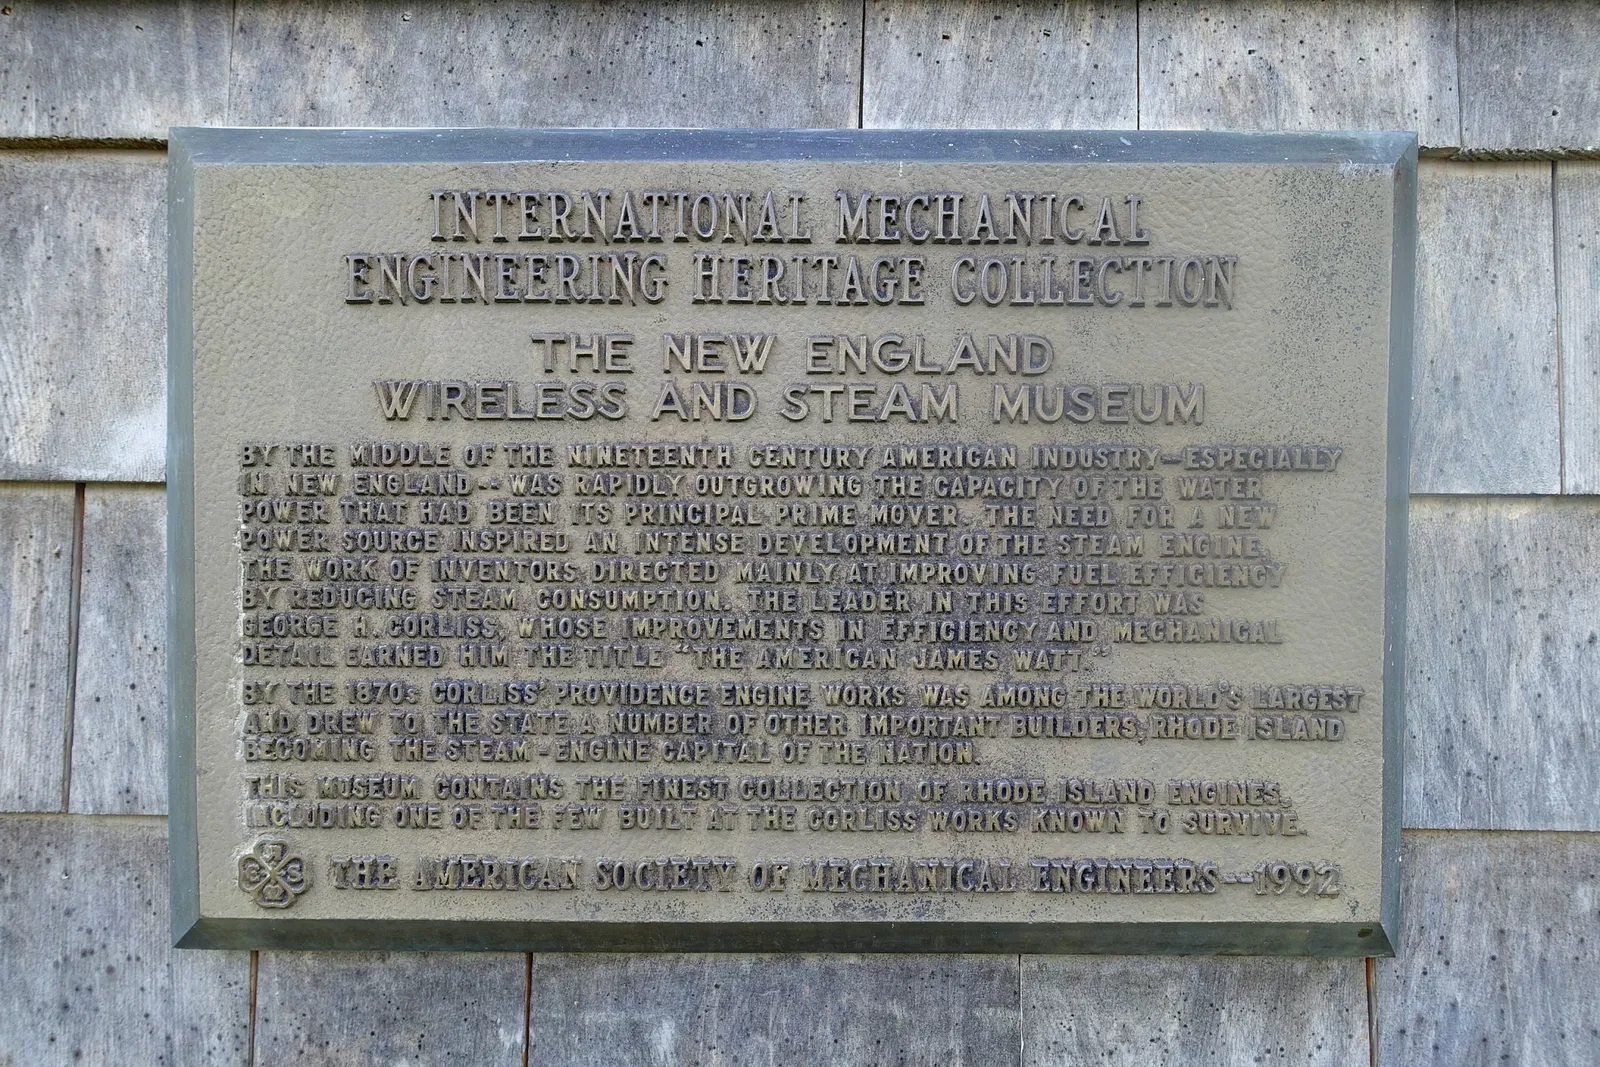 INTERNATIONAL MECHANICAL
ENGINEERING HERITAGE COLLECTION
THE NEW ENGLAND
WIRELESS AND STEAM MUSEUM
BY THE MIDDLE OF THE NINETEENTH CENTURY AMERICAN INDUSTRY—ESPECIALLY
IN NEW ENGLAND--WAS RAPIDLY OUTGROWING THE CAPACITY OF THE WATER
POWER THAT HAD BEEN ITS PRINCIPAL PRIME MOVER. THE NEED FOR A NEW
POWER SOURCE INSPIRED AN INTENSE DEVELOPMENT OF THE STEAM ENGINE,
THE WORK OF INVENTORS DIRECTED MAINLY AT IMPROVING FUEL EFFICIENCY
BY REDUCING STEAM CONSUMPTION. THE LEADER IN THIS EFFORT WAS
GEORGE H. CORLISS, WHOSE IMPROVEMENTS IN EFFICIENCY AND MECHANICAL
DETAIL EARNED HIM THE TITLE "THE AMERICAN JAMES WATT."
BY THE 1870s CORLISS' PROVIDENCE ENGINE WORKS WAS AMONG THE WORLD'S LARGEST
AND DREW TO THE STATE A NUMBER OF OTHER IMPORTANT BUILDERS, RHODE ISLAND
BECOMING THE STEAM-ENGINE CAPITAL OF THE NATION.
THIS MUSEUM CONTAINS THE FINEST COLLECTION OF RHODE ISLAND ENGINES,
INCLUDING ONE OF THE FEW BUILT AT THE CORLISS WORKS KNOWN TO SURVIVE.
THE AMERICAN SOCIETY OF MECHANICAL ENGINEERS—1992